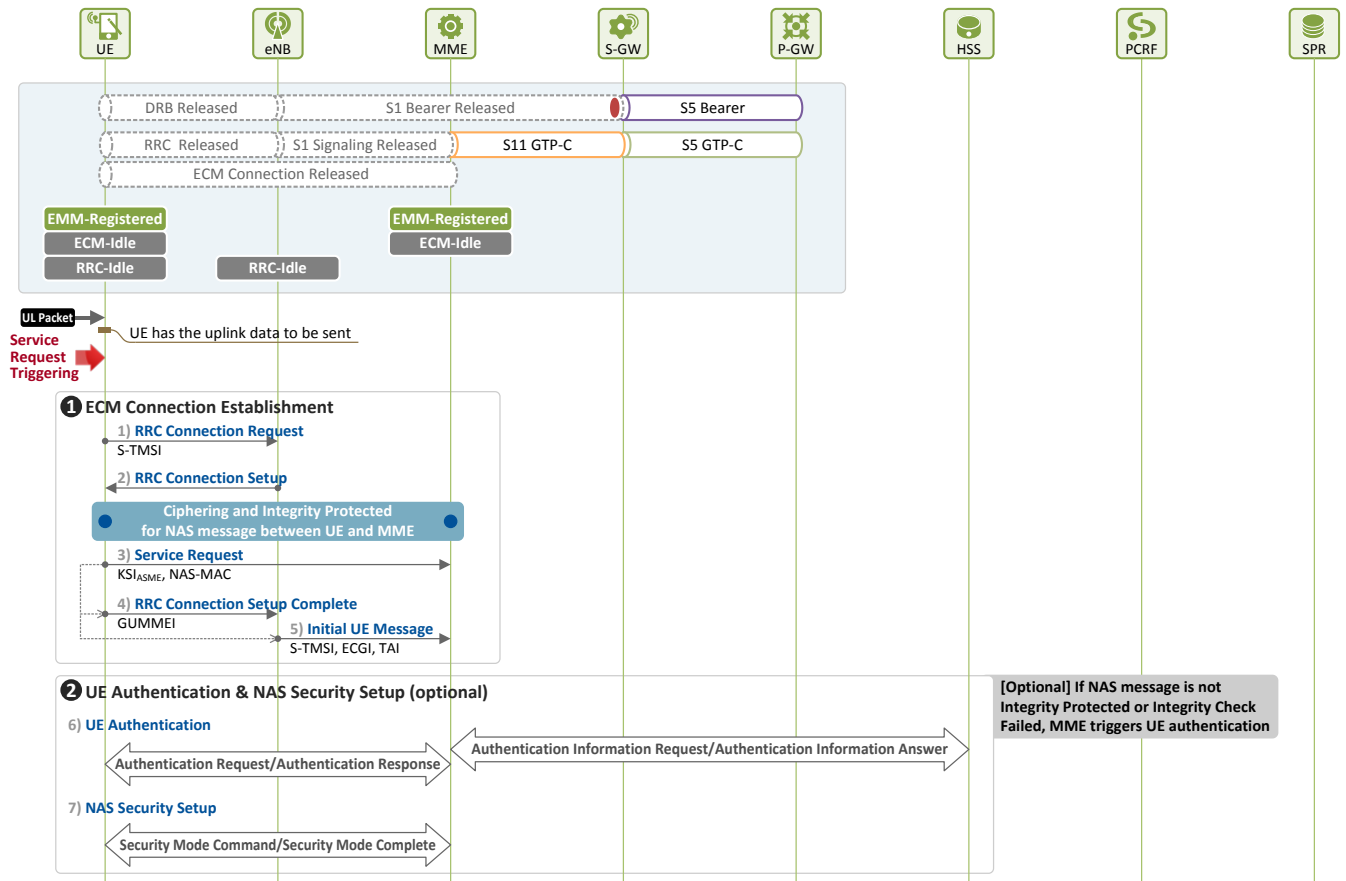 UE
eNB
MME
S-GW
P-GW
HSS
PCRF
SPR
DRB Released
S1 Bearer Released
S5 Bearer
RRC Released
S1 Signaling Released
S11 GTP-C
S5 GTP-C
ECM Connection Released
EMM-Registered
EMM-Registered
ECM-Idle
ECM-Idle
RRC-Idle
RRC-Idle
UL Packet
UE has the uplink data to be sent
Service
Request
Triggering
1 ECM Connection Establishment
1) RRC Connection Request
S-TMSI
2) RRC Connection Setup
Ciphering and Integrity Protected
for NAS message between UE and MME
3) Service Request
KSIASME, NAS-MAC
4) RRC Connection Setup Complete
GUMMEI
5) Initial UE Message
S-TMSI, ECGI, TAI
2 UE Authentication & NAS Security Setup (optional)
[Optional] If NAS message is not
Integrity Protected or Integrity Check
Failed, MME triggers UE authentication
6) UE Authentication
Authentication Information Request/Authentication Information Answer
Authentication Request/Authentication Response
7) NAS Security Setup
Security Mode Command/Security Mode Complete